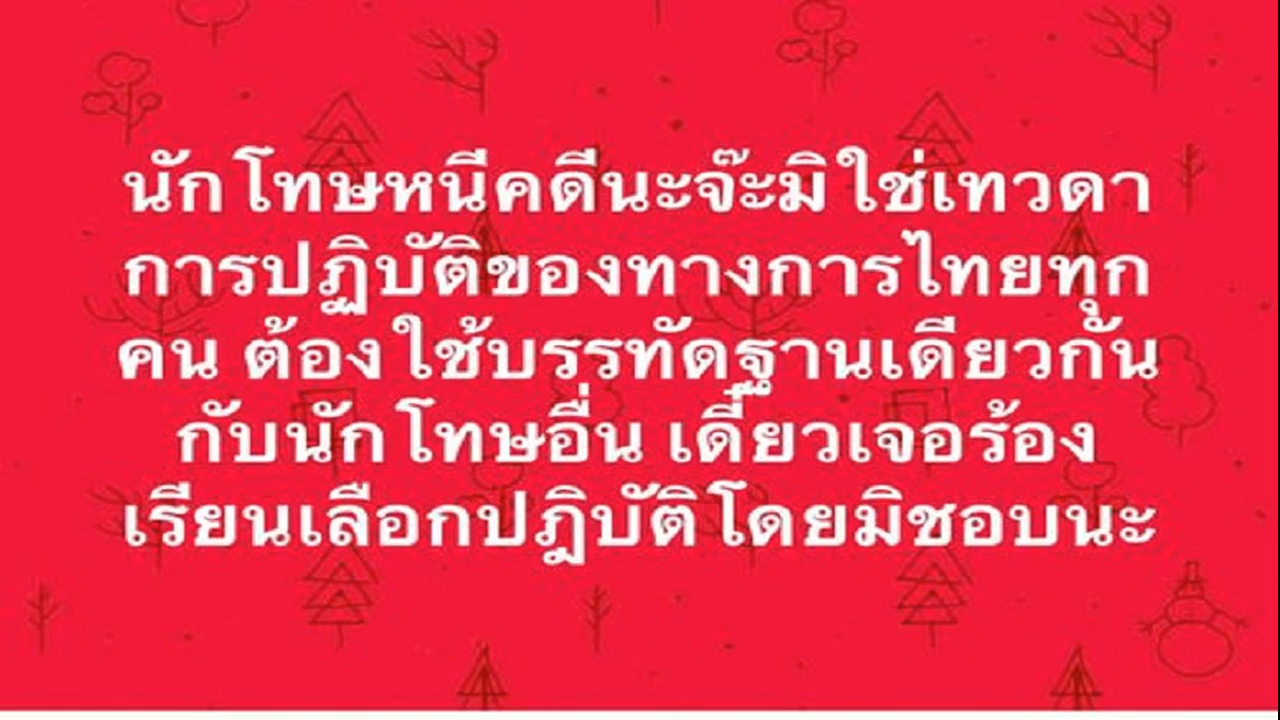 นักโทษหนีคดีนะจ๊ะมิใช่เทวดา
การปฏิบัติของทางการไทยทุก
คน ต้องใช้บรรทัดฐานเดียวกัน
กับนักโทษอื่น เดี๋ยวเจอร้อง
เรียนเลือกปฎิบัติโดยมิชอบนะ